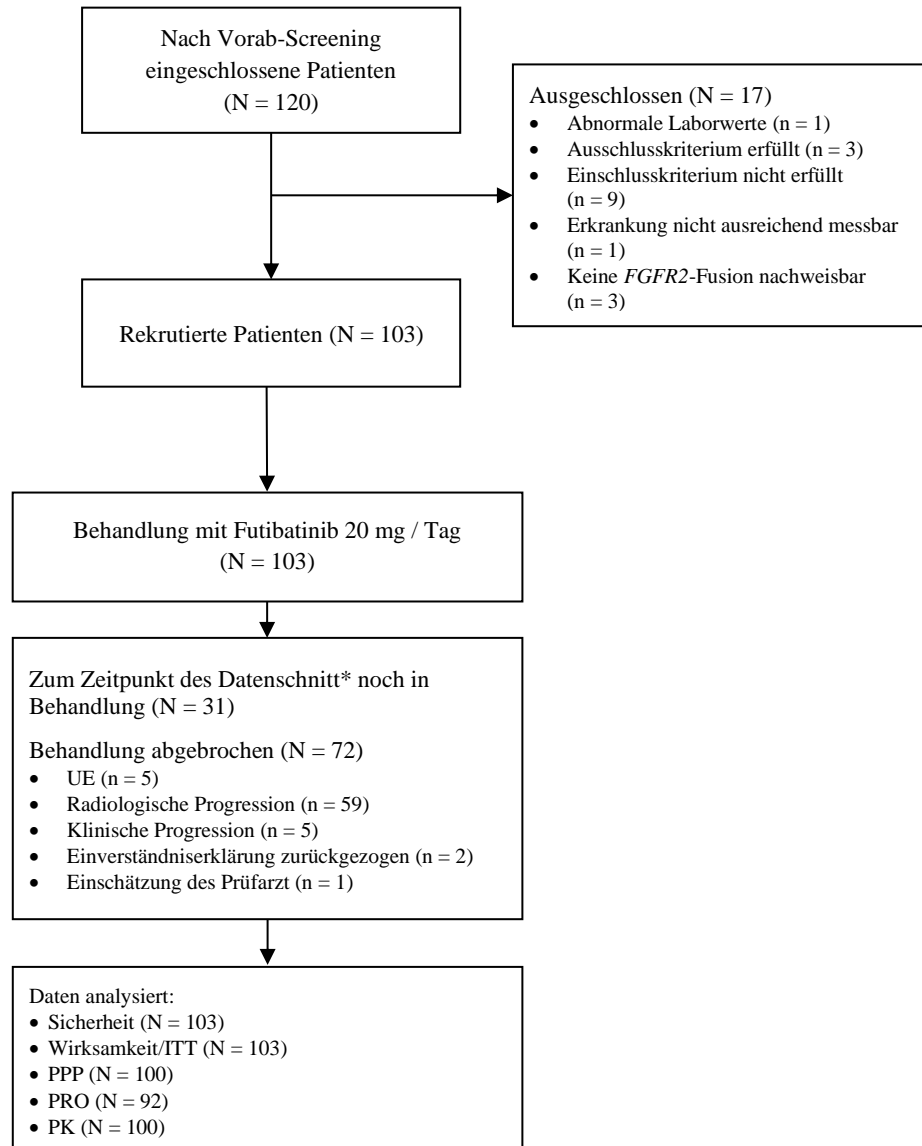 Nach Vorab-Screening
eingeschlossene Patienten
(N = 120)
Ausgeschlossen (N = 17)
• Abnormale Laborwerte (n = 1)
• Ausschlusskriterium erfüllt (n = 3)
• Einschlusskriterium nicht erfüllt
(n = 9)
• Erkrankung nicht ausreichend messbar
(n = 1)
• Keine FGFR2-Fusion nachweisbar
(n = 3)
Rekrutierte Patienten (N = 103)
Behandlung mit Futibatinib 20 mg / Tag
(N = 103)
Zum Zeitpunkt des Datenschnitt* noch in
Behandlung (N = 31)
Behandlung abgebrochen (N = 72)
• UE (n = 5)
• Radiologische Progression (n = 59)
• Klinische Progression (n = 5)
• Einverständniserklärung zurückgezogen (n = 2)
• Einschätzung des Prüfarzt (n = 1)
Daten analysiert:
• Sicherheit (N = 103)
• Wirksamkeit/ITT (N = 103)
• PPP (N = 100)
• PRO (N = 92)
• PK (N = 100)